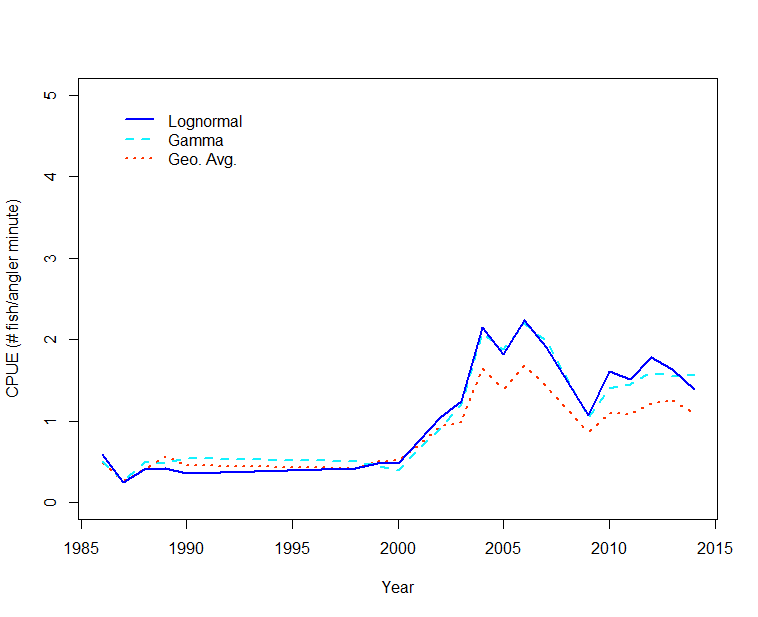 Lognormal
Gamma
Geo. Avg.
CPUE (# fish/angler minute)
5
4
3
2
1
0
1985 1990 1995 2000 2005 2010 2015
Year